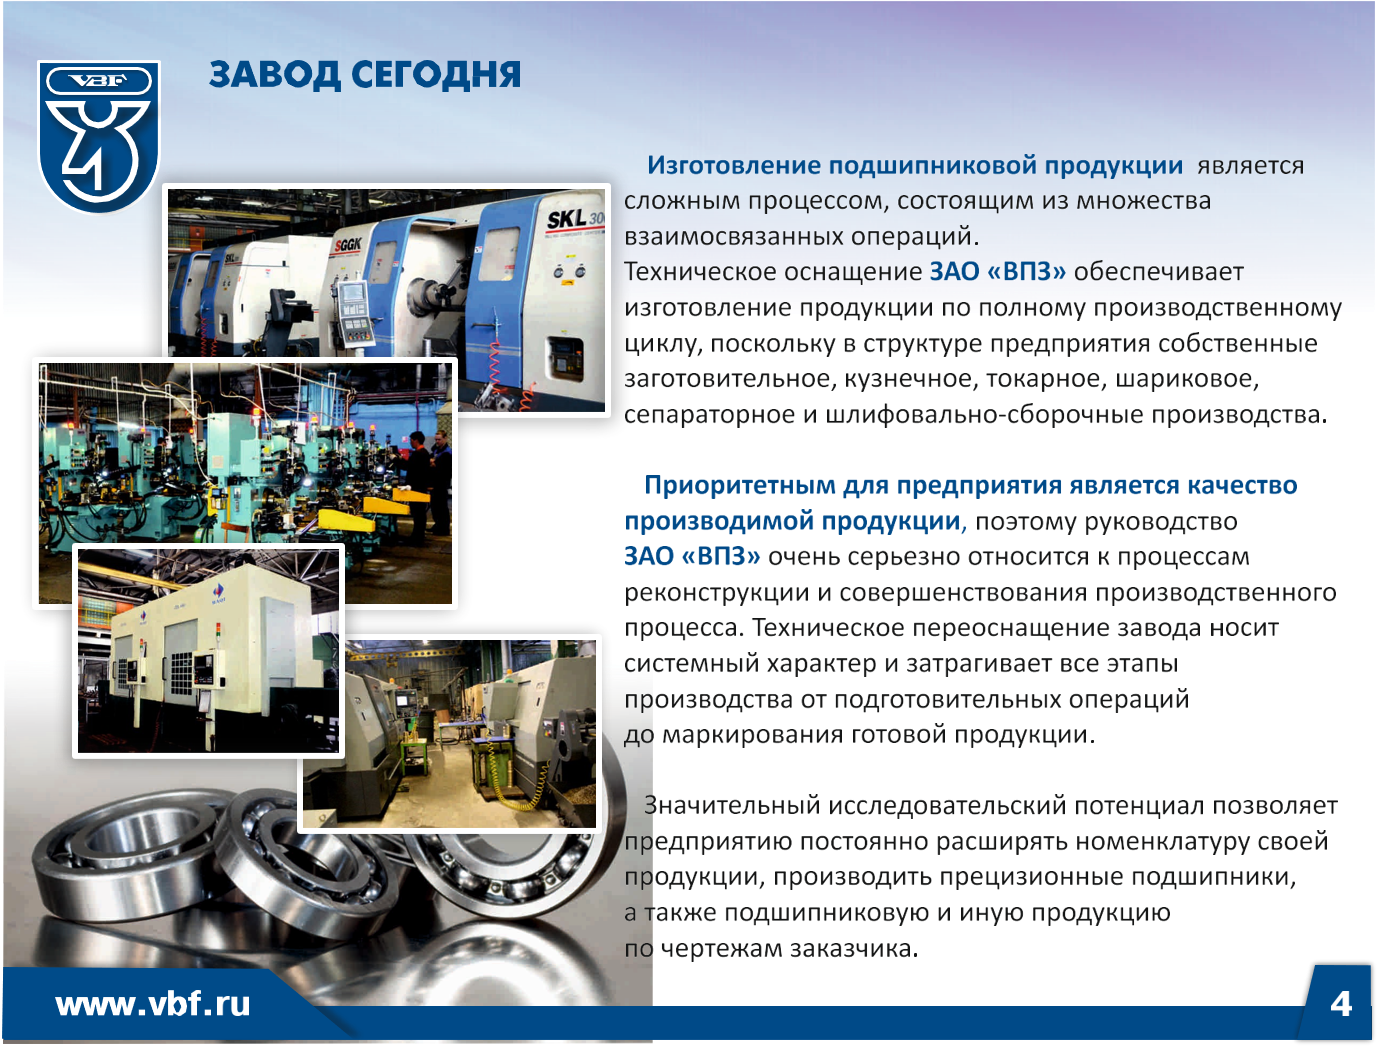 ЗАВОД СЕГОДНЯ
VBF
Изготовление подшипниковой продукции является
сложным процессом, состоящим из множества
взаимосвязанных операций.
Техническое оснащение ЗАО «ВПЗ» обеспечивает
изготовление продукции по полному производственному
циклу, поскольку в структуре предприятия собственные
заготовительное, кузнечное, токарное, шариковое,
сепараторное и шлифовально-сборочные производства.
Приоритетным для предприятия является качество
производимой продукции, поэтому руководство
ЗАО «ВПЗ» очень серьезно относится к процессам
реконструкции и совершенствования производственного
процесса. Техническое переоснащение завода носит
системный характер и затрагивает все этапы
производства от подготовительных операций
до маркирования готовой продукции.
Значительный исследовательский потенциал позволяет
предприятию постоянно расширять номенклатуру своей
продукции, производить прецизионные подшипники,
а также подшипниковую и иную продукцию
по чертежам заказчика.
SKL
SGGK
SKL 30
www.vbf.ru
4